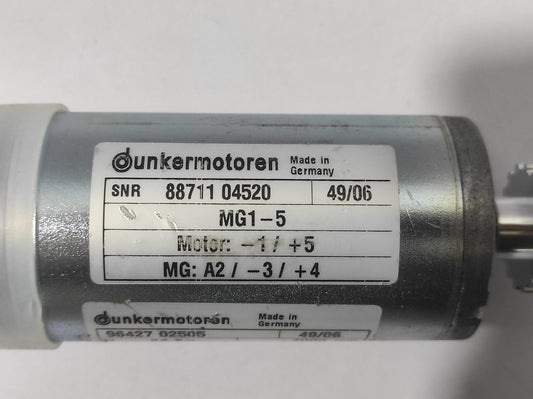 dunkermotoren Made in Germany
SNR 88711 04520 49/06
MG1-5
Motor: -1 / +5
MG: A2 / -3 / +4
dunkermotoren Made in Germany
96427 02505 49/06